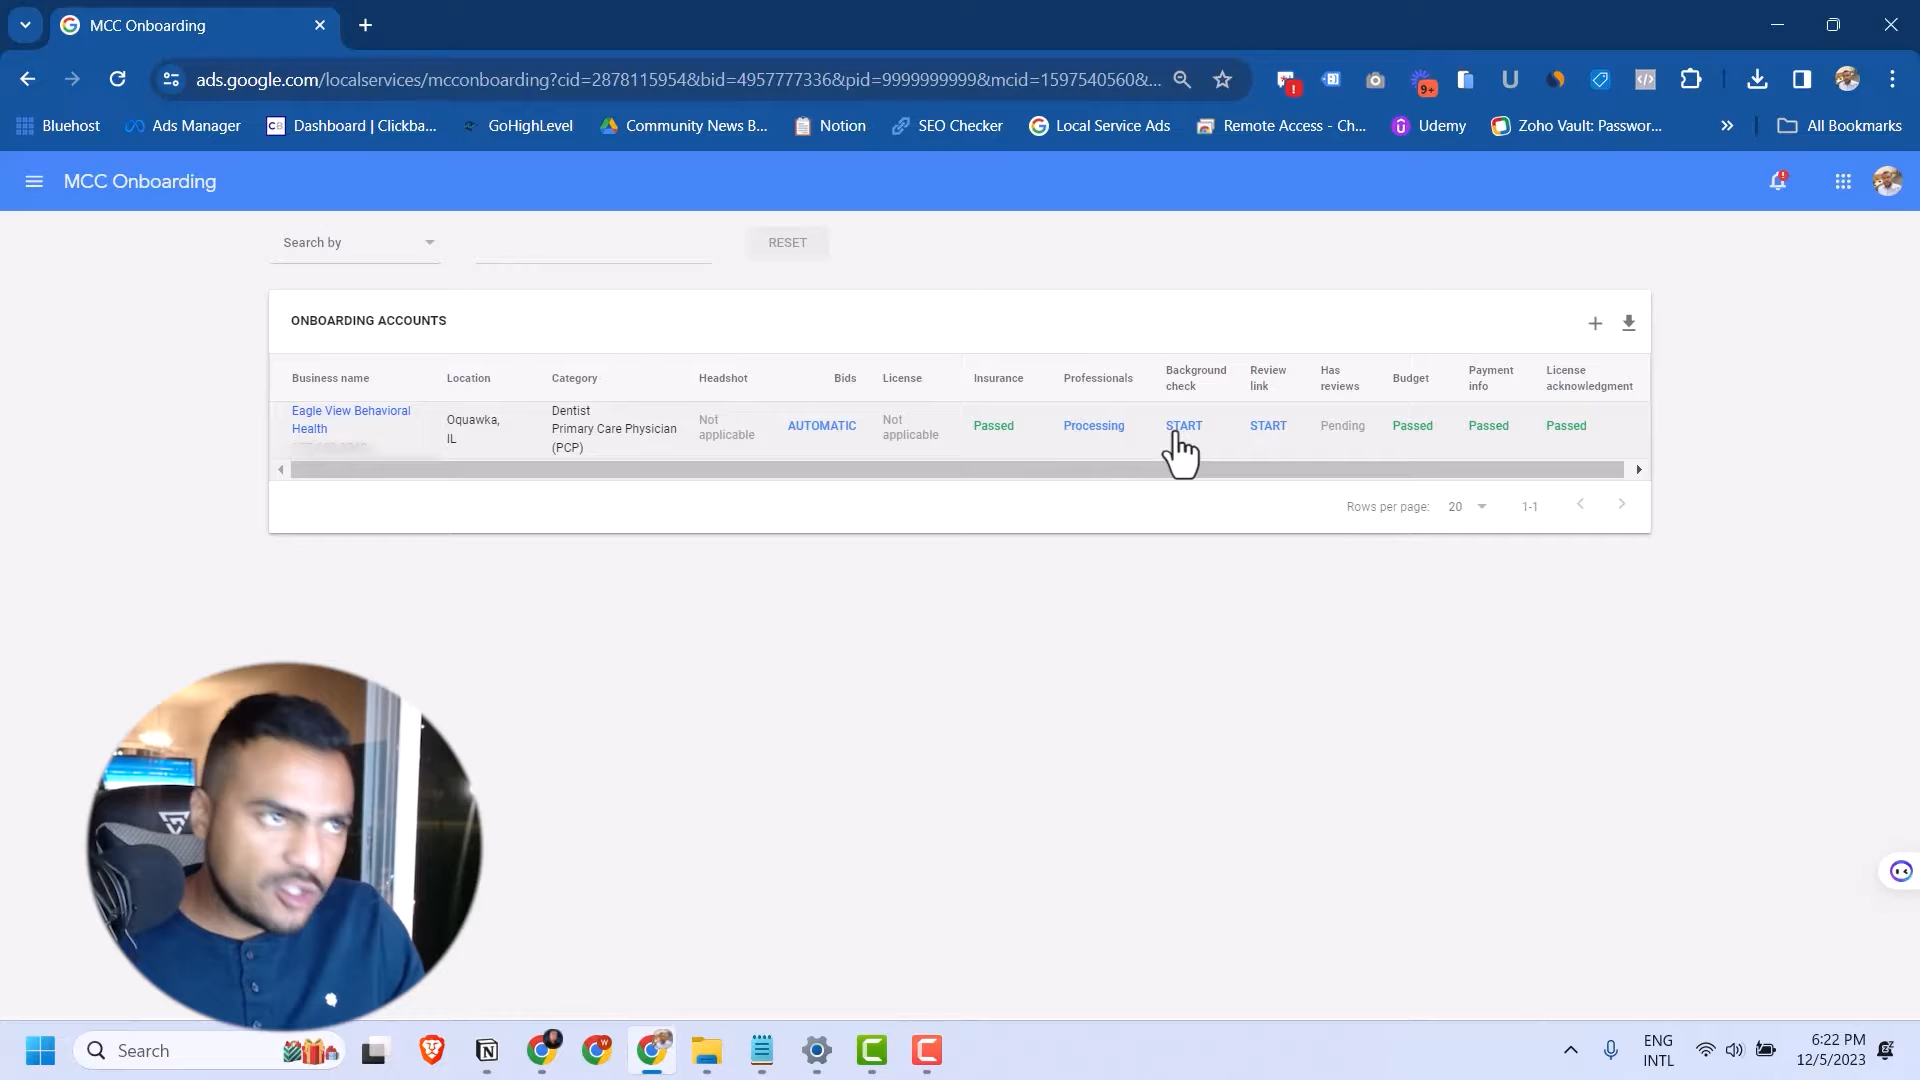 MCC Onboarding
ads.google.com/localservices/mcconboarding?cid=2878115954&bid=4957777336&pid=9999999999&mcid=1597540560&...
9+
Bluehost
Ads Manager
Dashboard | Clickba...
GoHighLevel
Community News B...
Notion
SEO Checker
Local Service Ads
Remote Access - Ch...
Udemy
Zoho Vault: Passwor...
All Bookmarks
MCC Onboarding
Search by
RESET
ONBOARDING ACCOUNTS
Business name
Location
Category
Headshot
Bids
License
Insurance
Professionals
Background
check
Review
link
Has
reviews
Budget
Payment
info
License
acknowledgment
Eagle View Behavioral
Health
Oquawka,
IL
Dentist
Primary Care Physician
(PCP)
Not
applicable
AUTOMATIC
Not
applicable
Passed
Processing
START
START
Pending
Passed
Passed
Passed
Rows per page:
20
1-1
Search
ENG
INTL
6:22 PM
12/5/2023